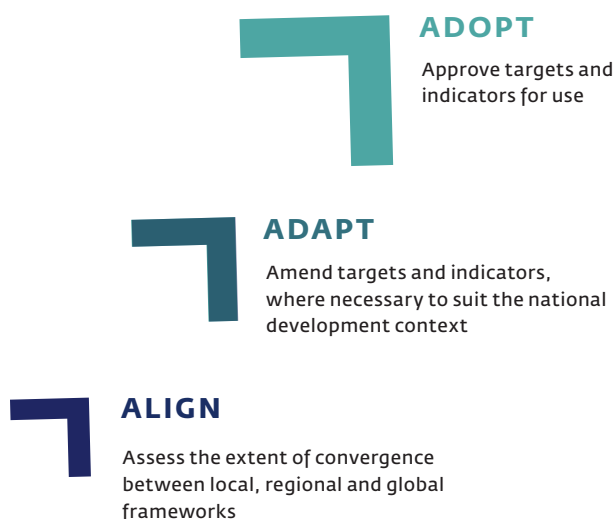 ADOPT
Approve targets and
indicators for use
ADAPT
Amend targets and indicators,
where necessary to suit the national
development context
ALIGN
Assess the extent of convergence
between local, regional and global
frameworks